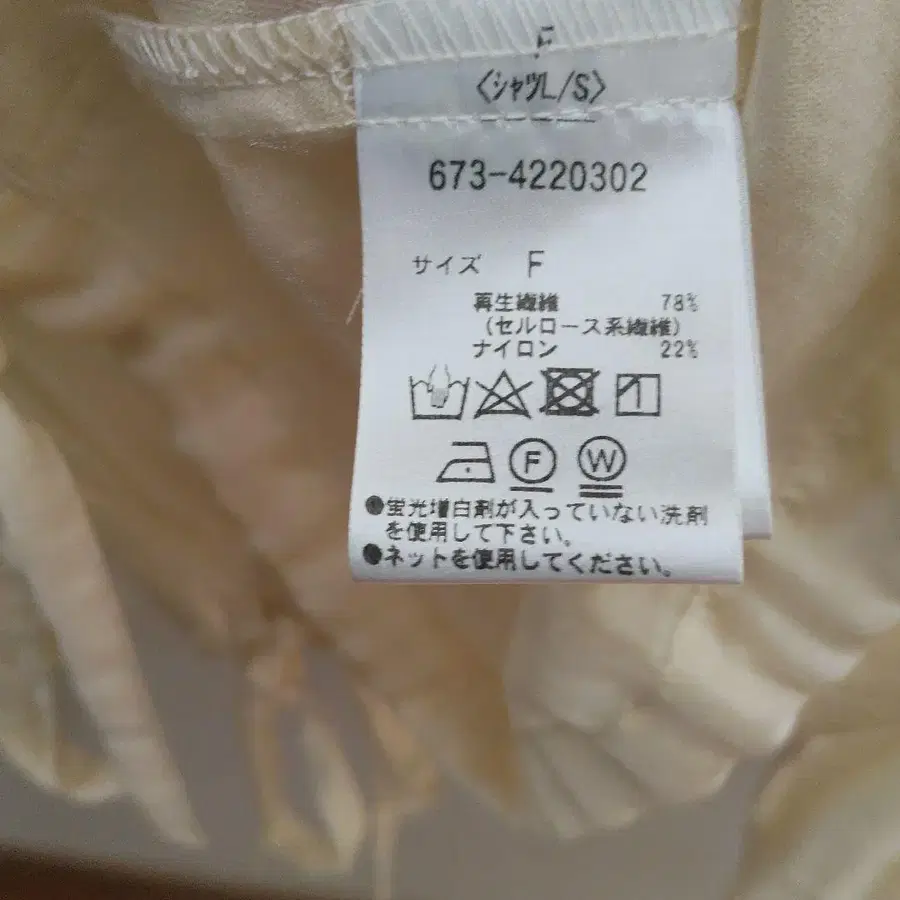 F
〈シャツL/S〉
673-4220302
サイズ F
再生繊維 78%
(セルロース系繊維)
ナイロン 22%
F W
●蛍光増白剤が入っていない洗剤
を使用して下さい。
●ネットを使用してください。